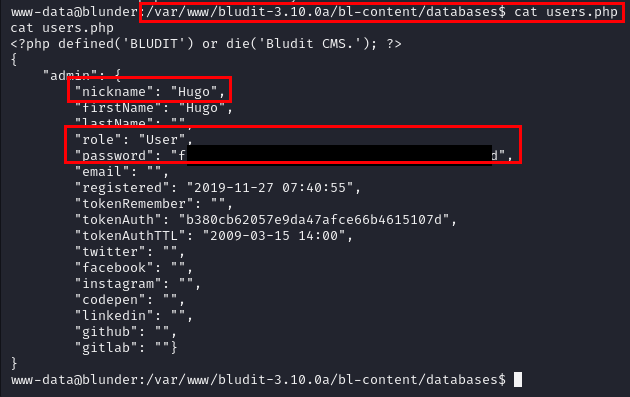 www-data@blunder:/var/www/bludit-3.10.0a/bl-content/databases$ cat users.php
cat users.php
<?php defined('BLUDIT') or die('Bludit CMS.'); ?>
{
    "admin": {
        "nickname": "Hugo",
        "firstName": "Hugo",
        "lastName": "",
        "role": "User",
        "password": "f d",
        "email": "",
        "registered": "2019-11-27 07:40:55",
        "tokenRemember": "",
        "tokenAuth": "b380cb62057e9da47afce66b4615107d",
        "tokenAuthTTL": "2009-03-15 14:00",
        "twitter": "",
        "facebook": "",
        "instagram": "",
        "codepen": "",
        "linkedin": "",
        "github": "",
        "gitlab": ""}
}
www-data@blunder:/var/www/bludit-3.10.0a/bl-content/databases$